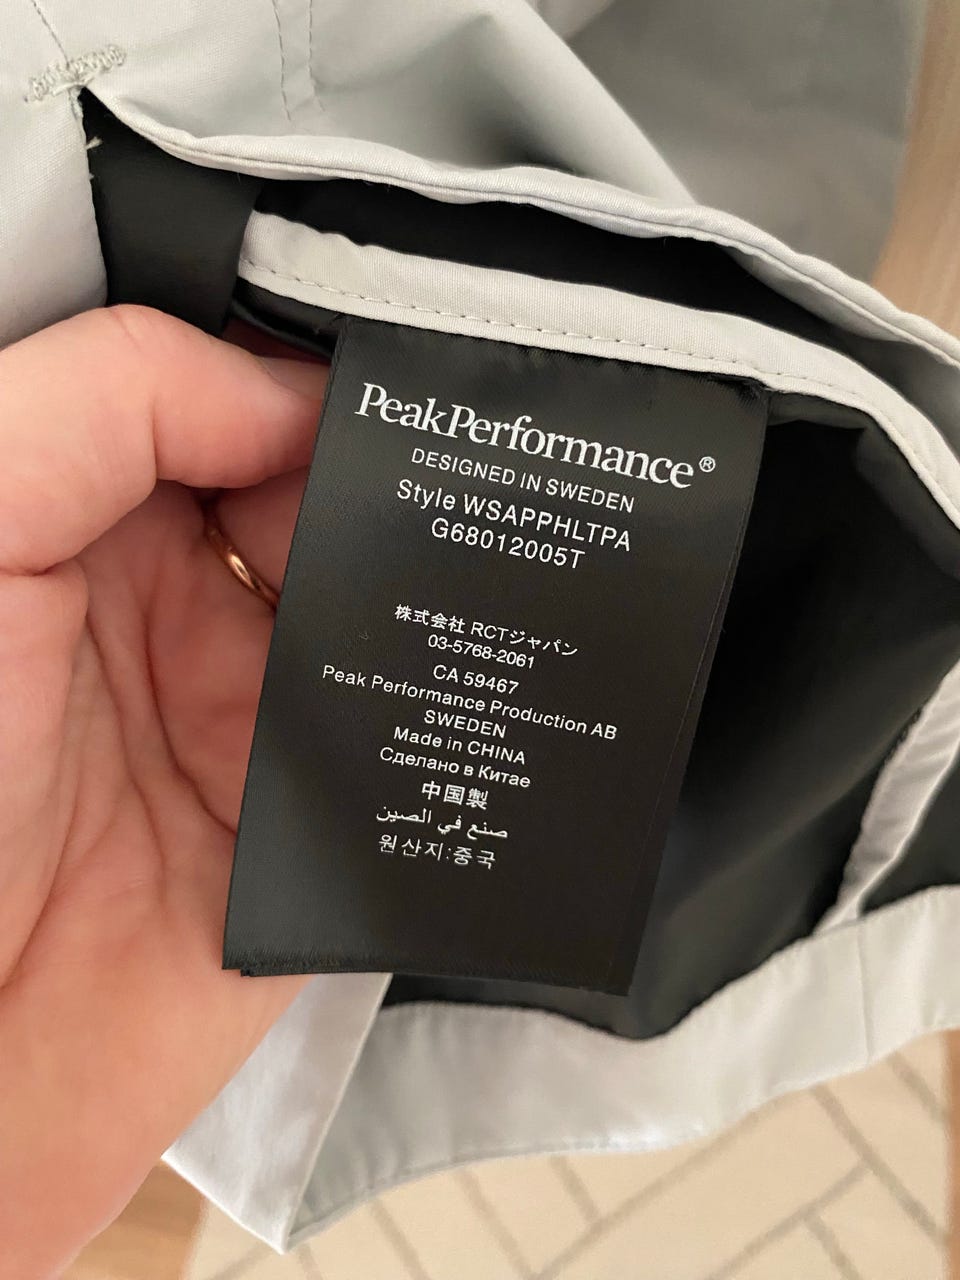 PeakPerformance®
DESIGNED IN SWEDEN
Style WSAPPHLTPA
G68012005T
株式会社 RCTジャパン
03-5768-2061
CA 59467
Peak Performance Production AB
SWEDEN
Made in CHINA
Сделано в Китае
中国製
صنع في الصين
원산지:중국